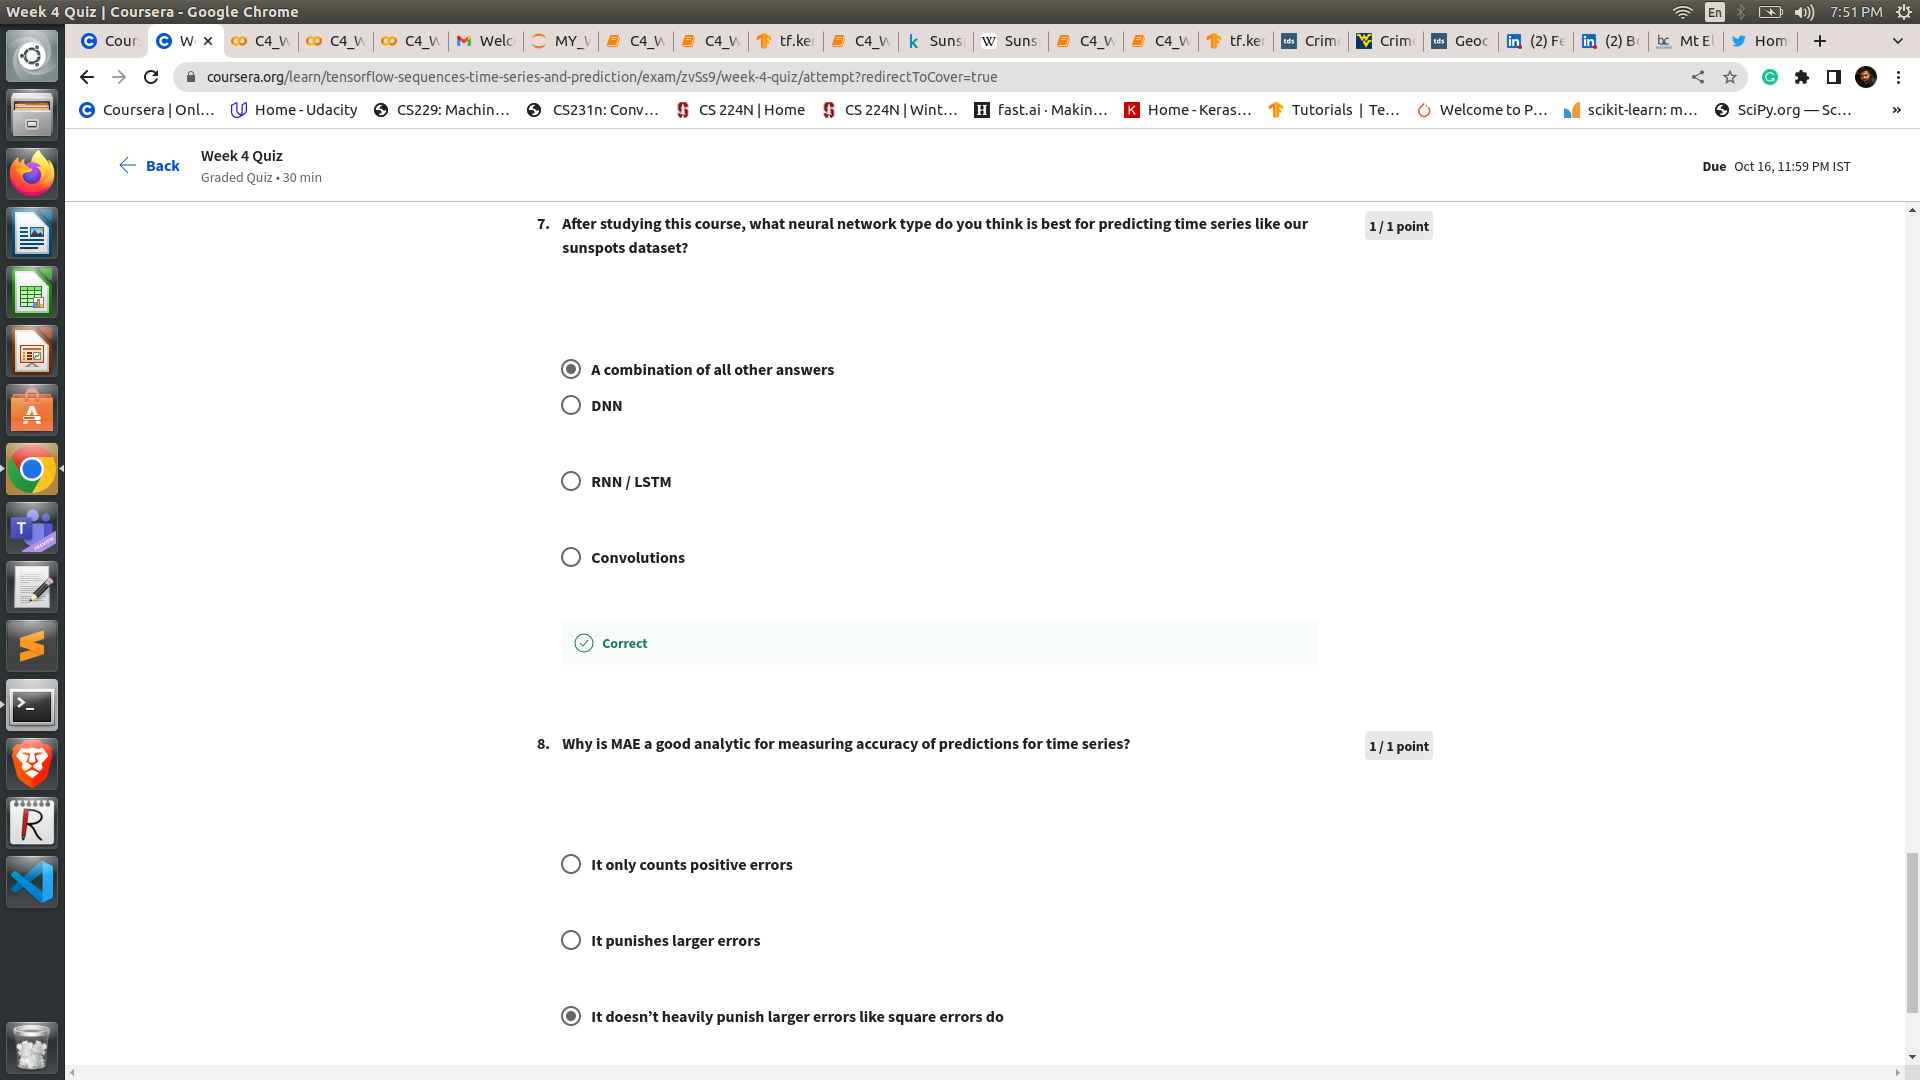 Week 4 Quiz | Coursera - Google Chrome
En
7:51 PM
Cour
W
C4_W
C4_W
C4_W
Welc
MY_
C4_W
C4_W
tf.ker
C4_W
Suns
Suns
C4_W
C4_W
tf.ker
Crim
Crim
Geoc
(2) Fe
(2) Bo
Mt El
Hom
coursera.org/learn/tensorflow-sequences-time-series-and-prediction/exam/zvSs9/week-4-quiz/attempt?redirectToCover=true
Coursera | Onl...
Home - Udacity
CS229: Machin...
CS231n: Conv...
CS 224N | Home
CS 224N | Wint...
fast.ai · Makin...
Home - Keras...
Tutorials | Te...
Welcome to P...
scikit-learn: m...
SciPy.org — Sc...
»
Back
Week 4 Quiz
Graded Quiz • 30 min
Due Oct 16, 11:59 PM IST
7. After studying this course, what neural network type do you think is best for predicting time series like our
sunspots dataset?
1 / 1 point
A combination of all other answers
DNN
RNN / LSTM
Convolutions
Correct
8. Why is MAE a good analytic for measuring accuracy of predictions for time series?
1 / 1 point
It only counts positive errors
It punishes larger errors
It doesn’t heavily punish larger errors like square errors do